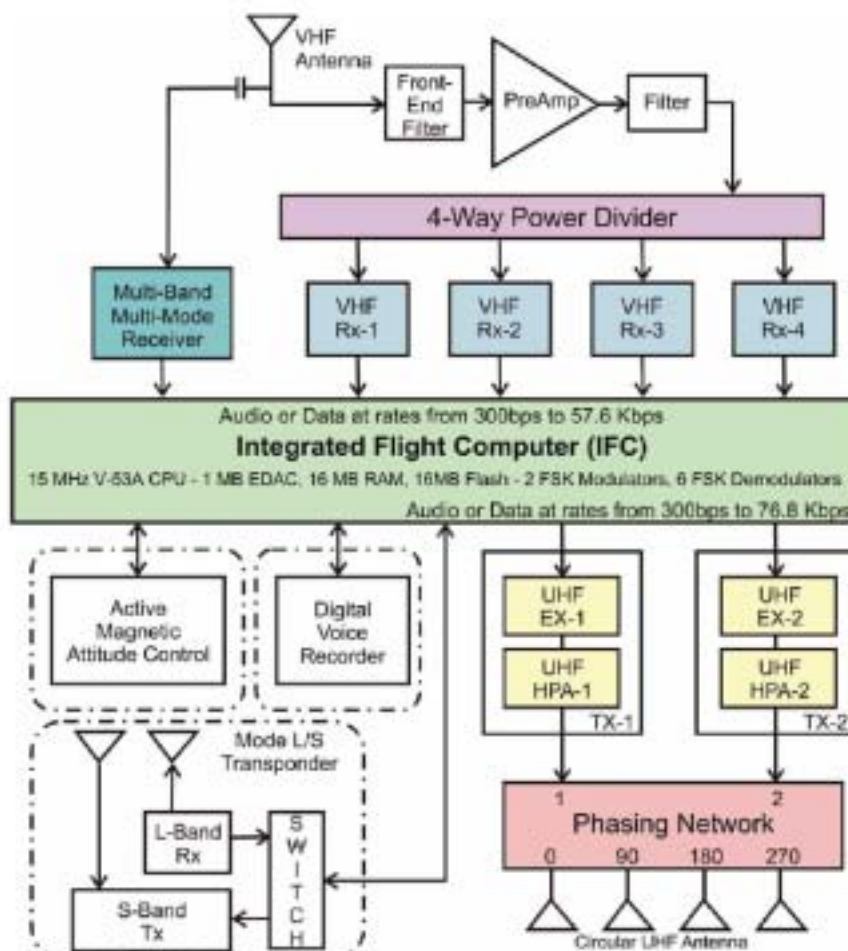 VHF
Antenna
Front-
End
Filter
PreAmp
Filter
4-Way Power Divider
Multi-Band
Multi-Mode
Receiver
VHF
Rx-1
VHF
Rx-2
VHF
Rx-3
VHF
Rx-4
Audio or Data at rates from 300bps to 57.6 Kbps
Integrated Flight Computer (IFC)
15 MHz V-53A CPU - 1 MB EDAC, 16 MB RAM, 16MB Flash - 2 FSK Modulators, 6 FSK Demodulators
Audio or Data at rates from 300bps to 76.8 Kbps
Active
Magnetic
Attitude Control
Digital
Voice
Recorder
UHF
EX-1
UHF
HPA-1
TX-1
UHF
EX-2
UHF
HPA-2
TX-2
Mode L/S
Transponder
L-Band
Rx
S-Band
Tx
S
W
I
T
C
H
1 2
Phasing Network
0 90 180 270
Circular UHF Antenna